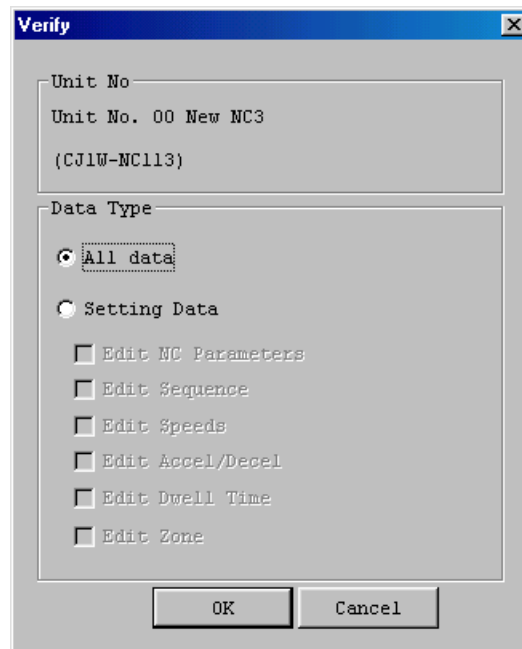 Verify
Unit No
Unit No. 00 New NC3
(CJ1W-NC113)
Data Type
All data
Setting Data
Edit NC Parameters
Edit Sequence
Edit Speeds
Edit Accel/Decel
Edit Dwell Time
Edit Zone
OK
Cancel